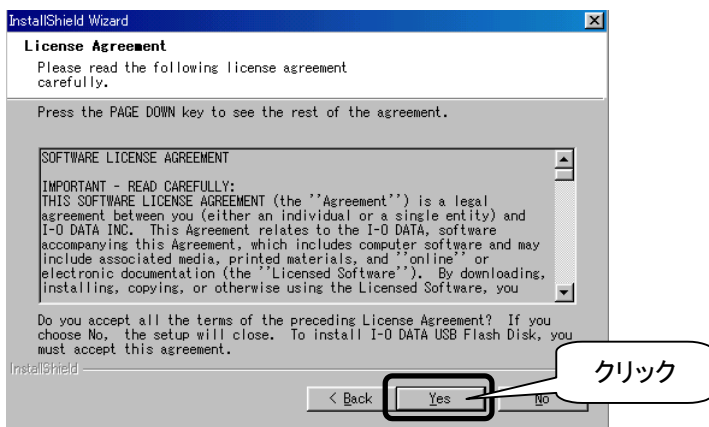 InstallShield Wizard
License Agreement
Please read the following license agreement
carefully.
Press the PAGE DOWN key to see the rest of the agreement.
SOFTWARE LICENSE AGREEMENT
IMPORTANT - READ CAREFULLY:
THIS SOFTWARE LICENSE AGREEMENT (the ''Agreement'') is a legal
agreement between you (either an individual or a single entity) and
I-O DATA INC.  This Agreement relates to the I-O DATA, software
accompanying this Agreement, which includes computer software and may
include associated media, printed materials, and ''online'' or
electronic documentation (the ''Licensed Software'').  By downloading,
installing, copying, or otherwise using the Licensed Software, you
Do you accept all the terms of the preceding License Agreement?  If you
choose No,  the setup will close.  To install I-O DATA USB Flash Disk, you
must accept this agreement.
InstallShield
クリック
< Back
Yes
No